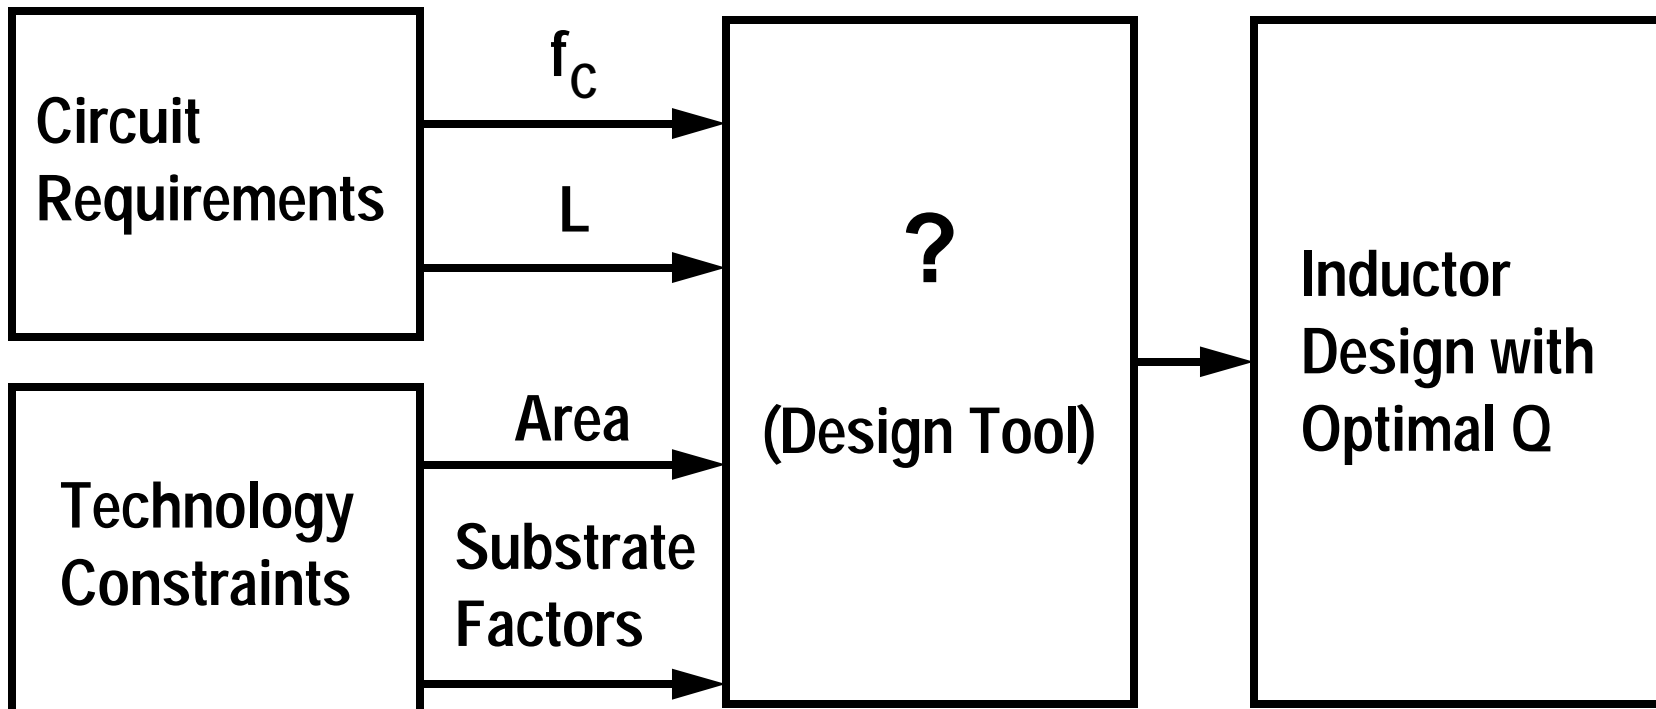 Circuit
Requirements
f_C
L
Technology
Constraints
Area
Substrate
Factors
?
(Design Tool)
Inductor
Design with
Optimal Q